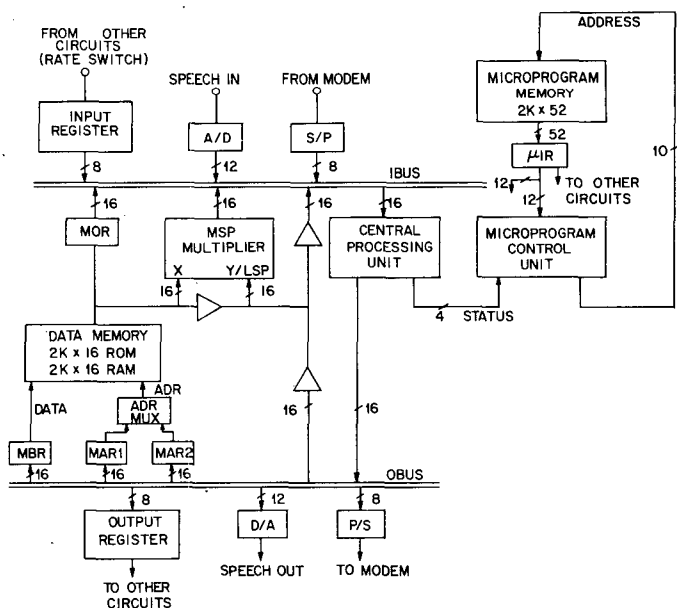 FROM OTHER
CIRCUITS
(RATE SWITCH)
SPEECH IN
FROM MODEM
ADDRESS
INPUT
REGISTER
A/D
S/P
MICROPROGRAM
MEMORY
2K x 52
52
μIR
8
12
8
IBUS
12
TO OTHER
CIRCUITS
12
10
16
16
16
16
MOR
MSP
MULTIPLIER
X Y/LSP
CENTRAL
PROCESSING
UNIT
MICROPROGRAM
CONTROL
UNIT
16
16
4 STATUS
DATA MEMORY
2K x 16 ROM
2K x 16 RAM
ADR
DATA
ADR
MUX
16
16
MBR
MAR1
MAR2
16
16
16
OBUS
8
12
8
OUTPUT
REGISTER
D/A
P/S
TO OTHER
CIRCUITS
SPEECH OUT
TO MODEM